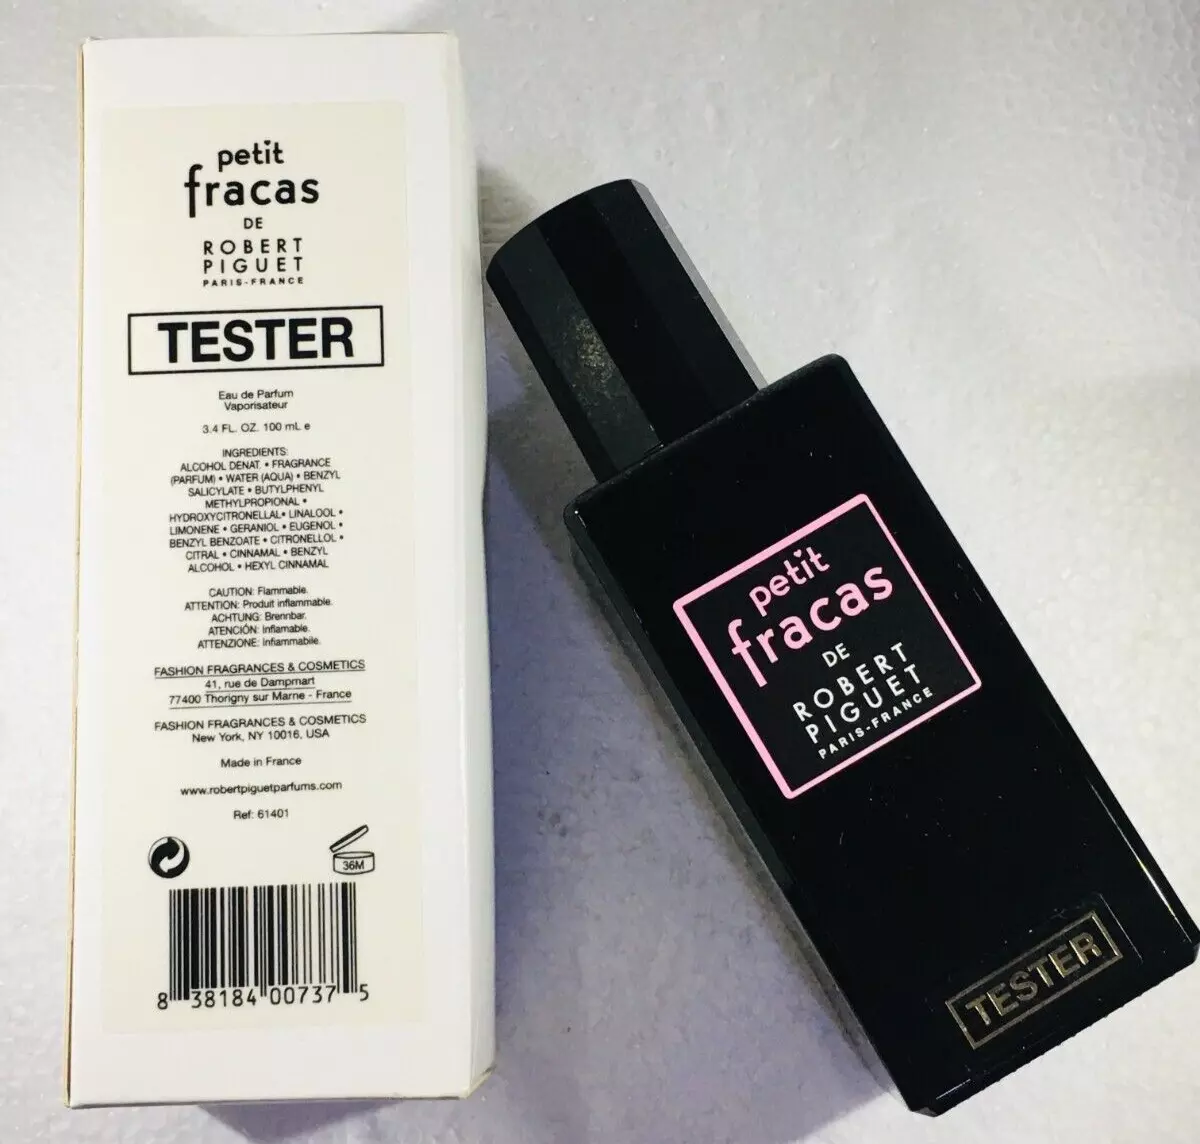 petit
fracas
DE
ROBERT
PIGUET
PARIS-FRANCE
TESTER
Eau de Parfum
Vaporisateur
3.4 FL. OZ. 100 mL e
INGREDIENTS:
ALCOHOL DENAT. • FRAGRANCE
(PARFUM) • WATER (AQUA) • BENZYL
SALICYLATE • BUTYLPHENYL
METHYLPROPIONAL •
HYDROXYCITRONELLAL • LINALOOL •
LIMONENE • GERANIOL • EUGENOL •
BENZYL BENZOATE • CITRONELLOL •
CITRAL • CINNAMAL • BENZYL
ALCOHOL • HEXYL CINNAMAL
CAUTION: Flammable.
ATTENTION: Produit inflammable.
ACHTUNG: Brennbar.
ATENCIÓN: Inflamable.
ATTENZIONE: Infiammabile.
FASHION FRAGRANCES & COSMETICS
41, rue de Dampmart
77400 Thorigny sur Marne - France
FASHION FRAGRANCES & COSMETICS
New York, NY 10016, USA
Made in France
www.robertpiguetparfums.com
Ref: 61401
36M
8 38184 00737 5
petit
fracas
DE
ROBERT
PIGUET
PARIS-FRANCE
TESTER